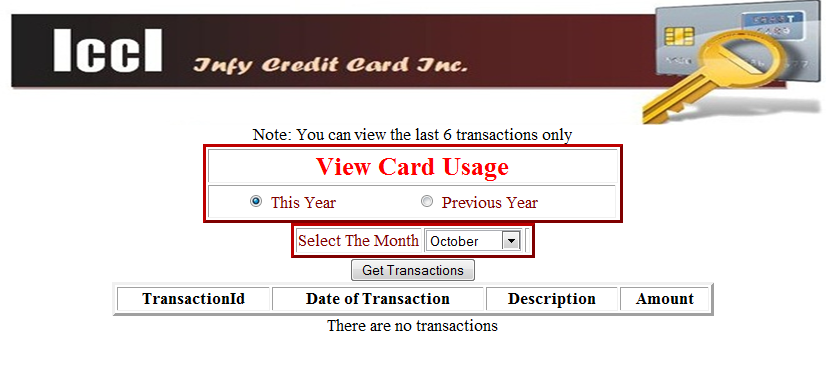 IccI Infy Credit Card Inc.
Note: You can view the last 6 transactions only
View Card Usage
This Year Previous Year
Select The Month October
Get Transactions
TransactionId Date of Transaction Description Amount
There are no transactions